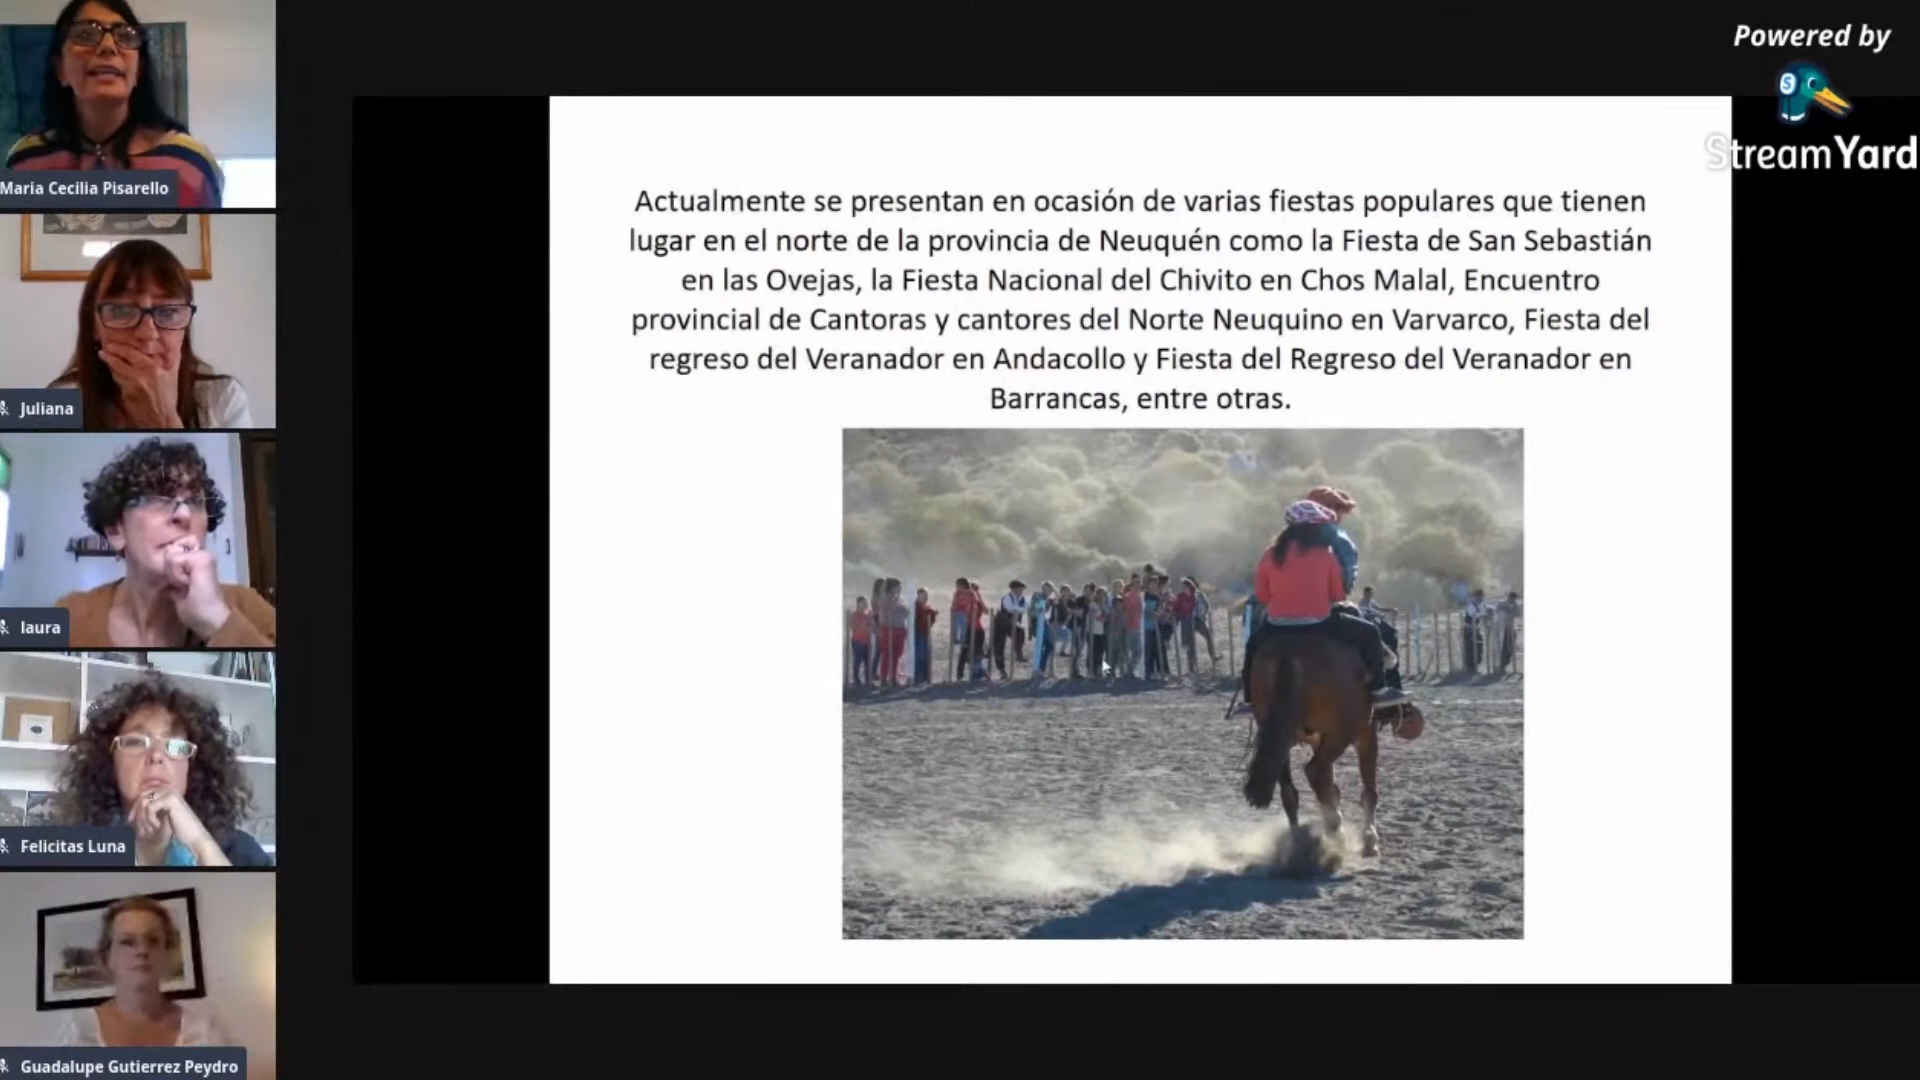 Powered by
StreamYard
Maria Cecilia Pisarello
Actualmente se presentan en ocasión de varias fiestas populares que tienen
lugar en el norte de la provincia de Neuquén como la Fiesta de San Sebastián
en las Ovejas, la Fiesta Nacional del Chivito en Chos Malal, Encuentro
provincial de Cantoras y cantores del Norte Neuquino en Varvarco, Fiesta del
regreso del Veranador en Andacollo y Fiesta del Regreso del Veranador en
Barrancas, entre otras.
Juliana
laura
Felicitas Luna
Guadalupe Gutierrez Peydro